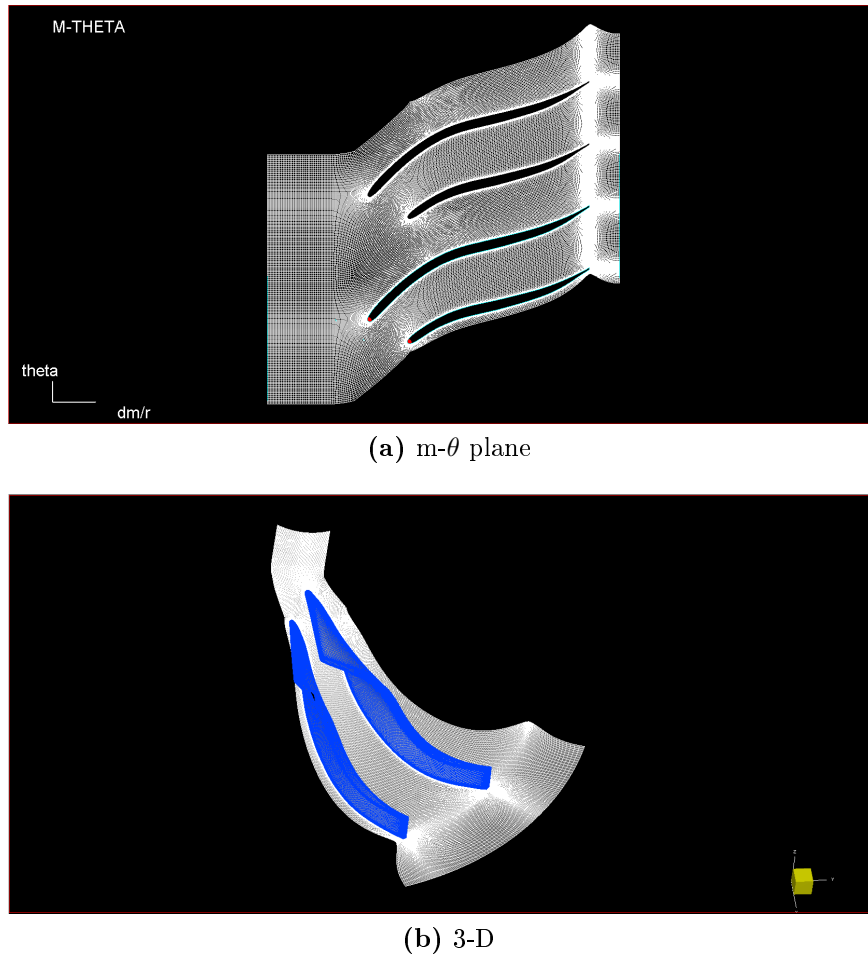 M-THETA
theta
dm/r
(a) m-θ plane
Z
Y
(b) 3-D